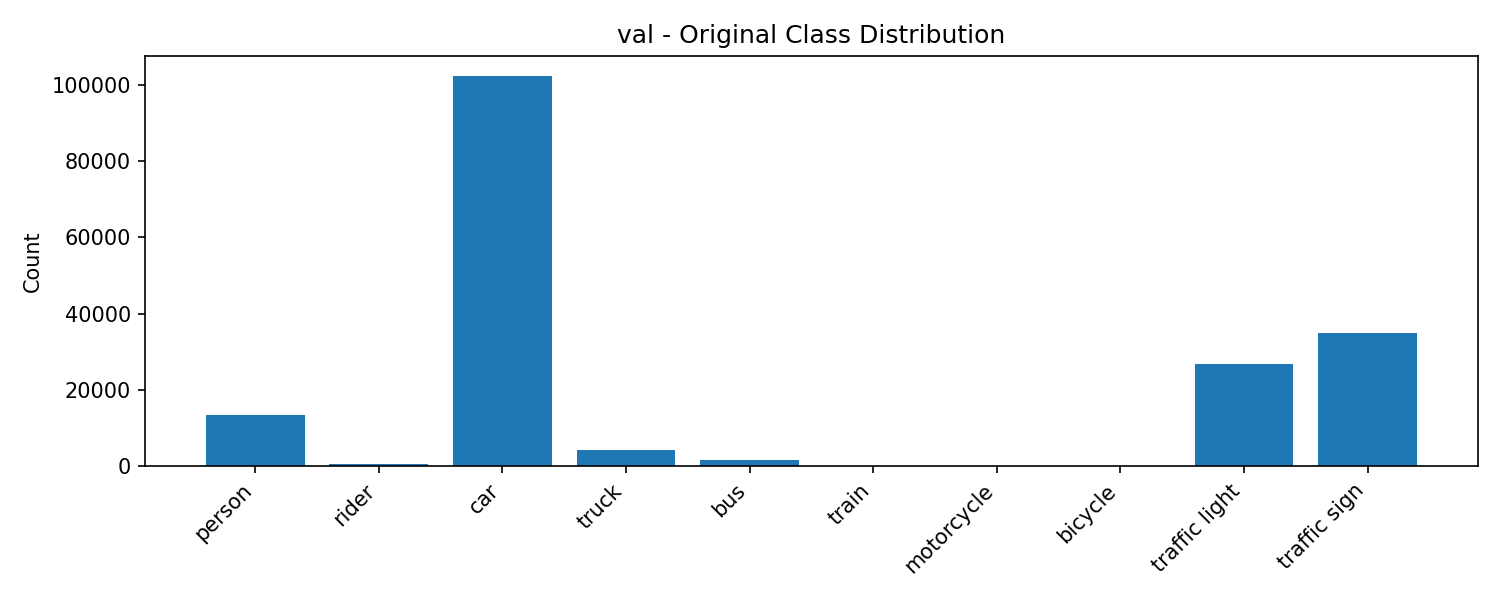 val - Original Class Distribution
Count
100000
80000
60000
40000
20000
0
person
rider
car
truck
bus
train
motorcycle
bicycle
traffic light
traffic sign